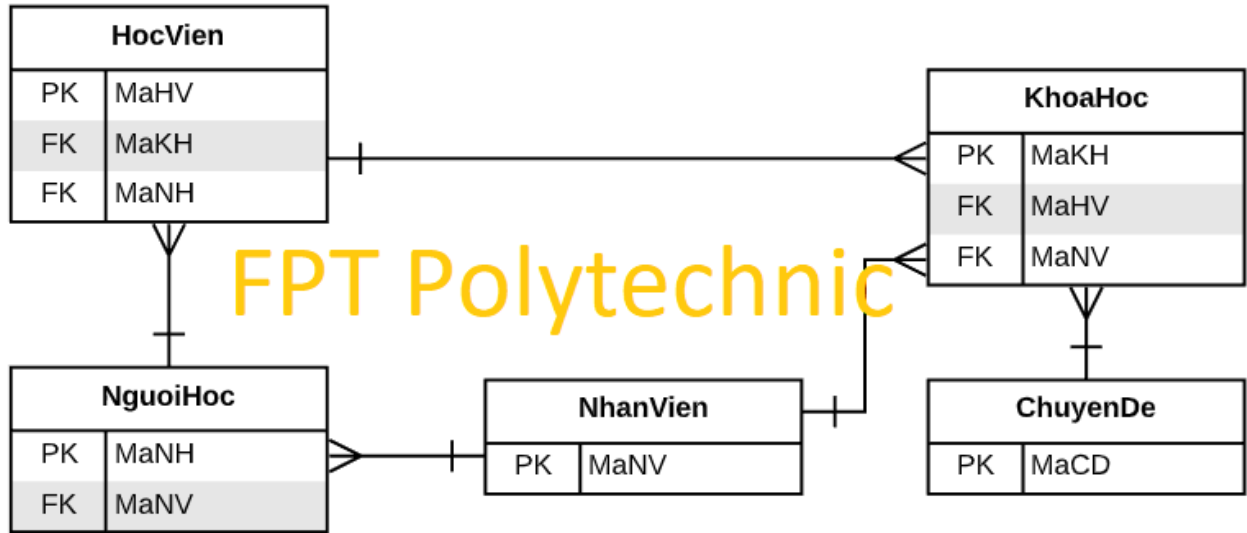 HocVien
PK MaHV
FK MaKH
FK MaNH
KhoaHoc
PK MaKH
FK MaHV
FK MaNV
FPT Polytechnic
NguoiHoc
PK MaNH
FK MaNV
NhanVien
PK MaNV
ChuyenDe
PK MaCD